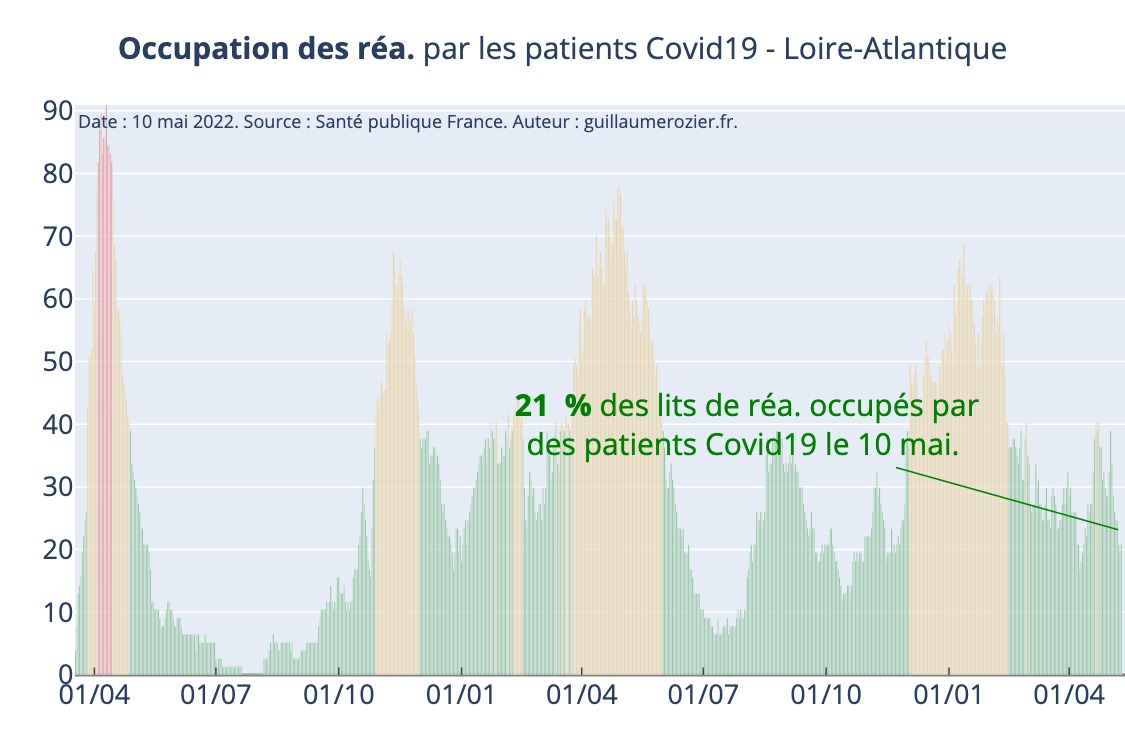 Occupation des réa. par les patients Covid19 - Loire-Atlantique
90
Date : 10 mai 2022. Source : Santé publique France. Auteur : guillaumerozier.fr.
80
70
60
50
21 % des lits de réa. occupés par
40
des patients Covid19 le 10 mai.
30
20
10
0
01/04 01/07 01/10 01/01 01/04 01/07 01/10 01/01 01/04